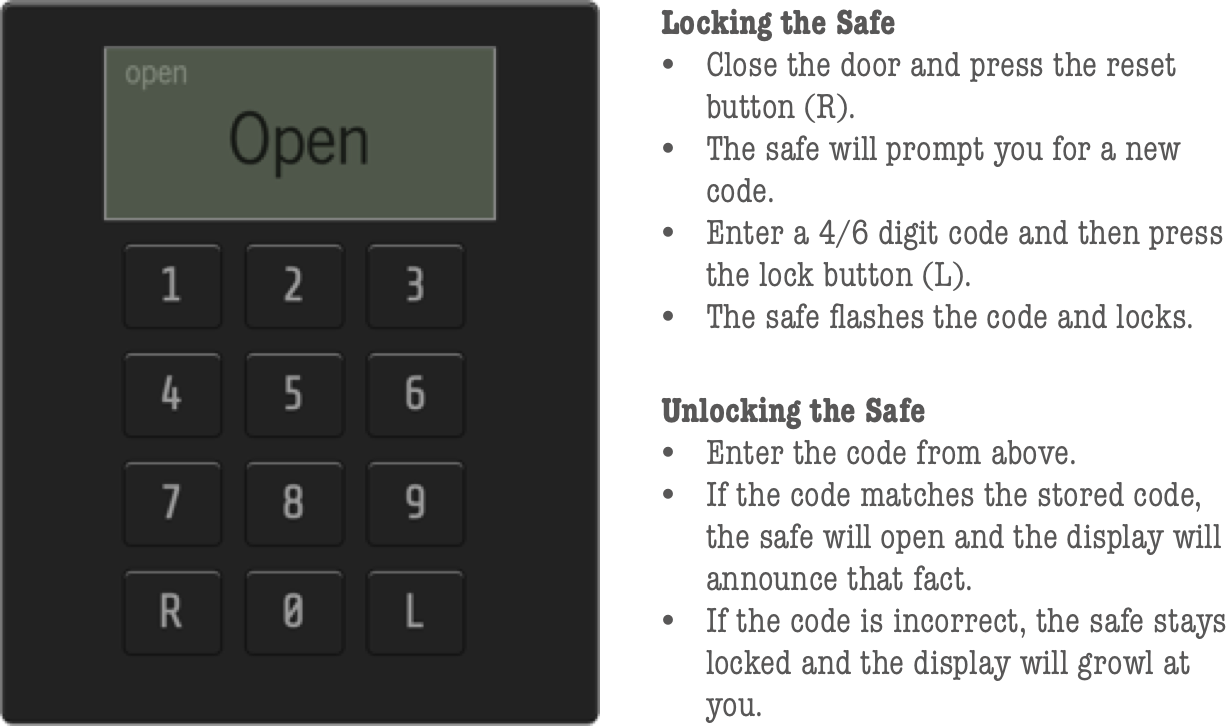 open
Open
1 2 3
4 5 6
7 8 9
R 0 L
Locking the Safe
• Close the door and press the reset
button (R).
• The safe will prompt you for a new
code.
• Enter a 4/6 digit code and then press
the lock button (L).
• The safe flashes the code and locks.
Unlocking the Safe
• Enter the code from above.
• If the code matches the stored code,
the safe will open and the display will
announce that fact.
• If the code is incorrect, the safe stays
locked and the display will growl at
you.